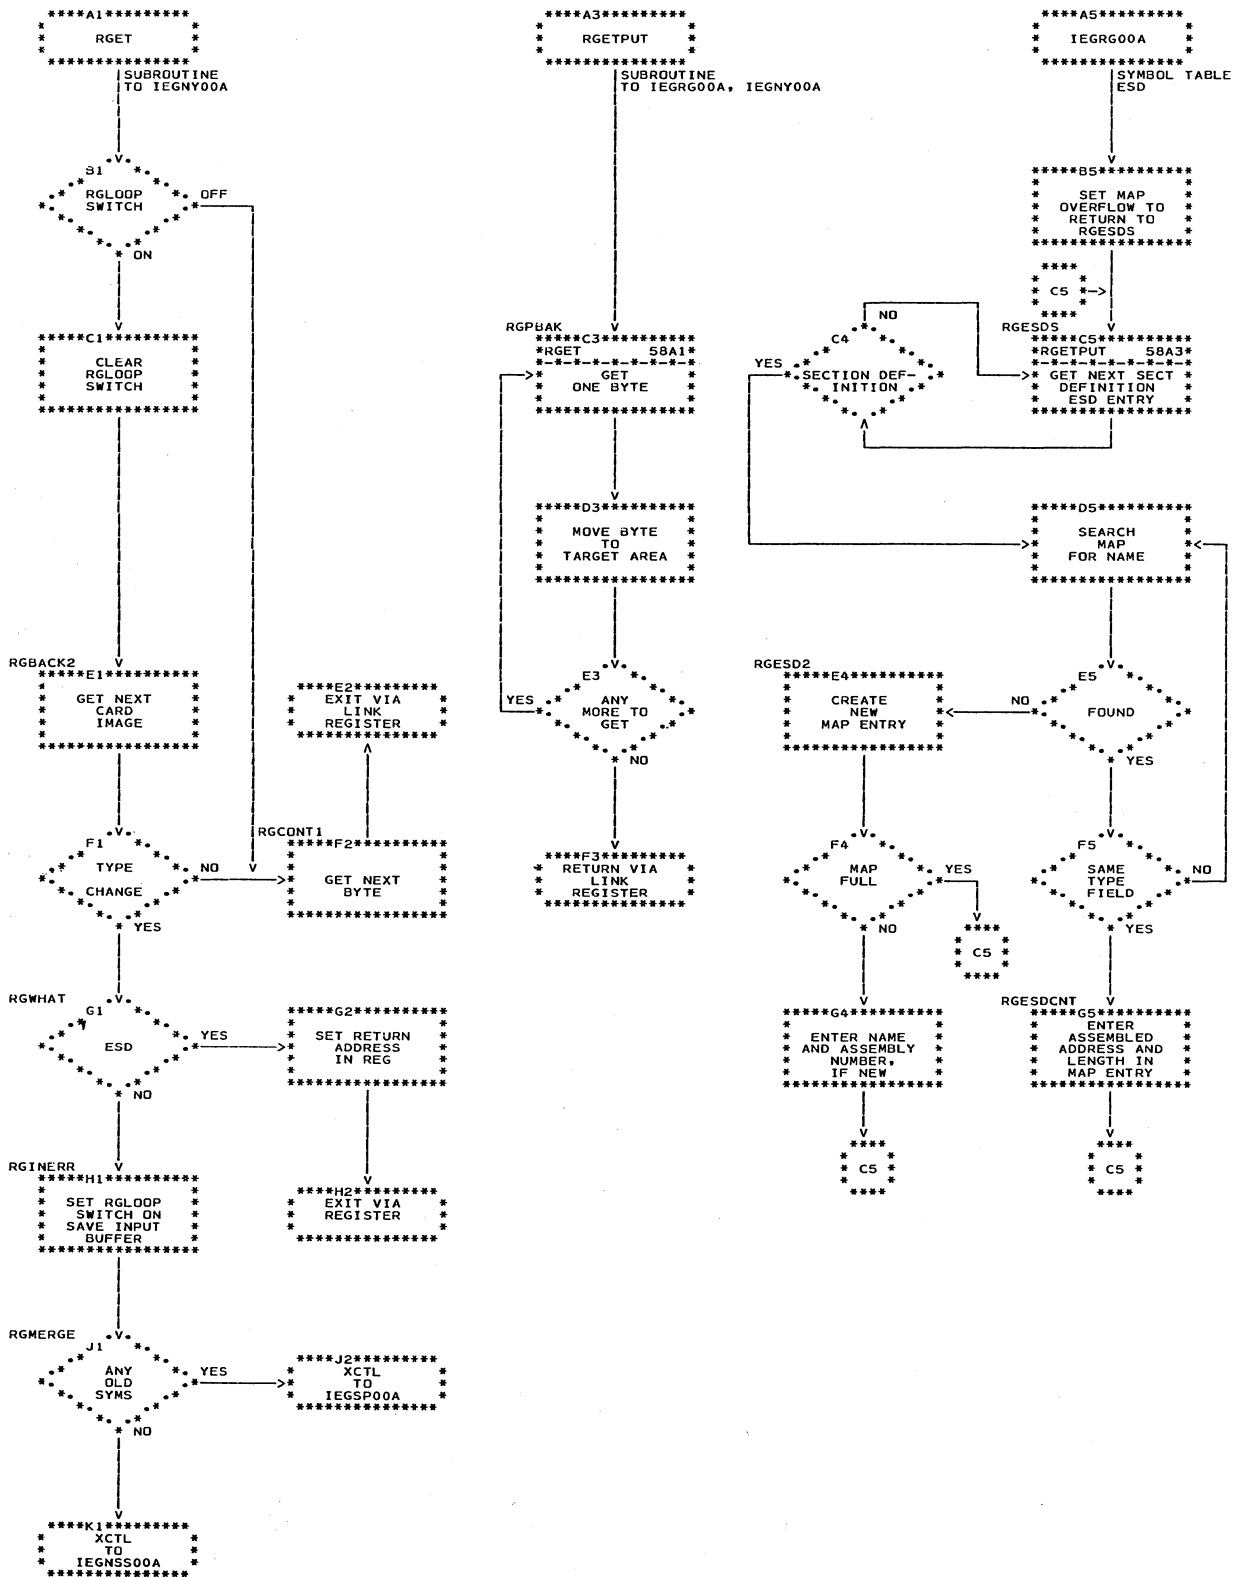 A1
RGET
SUBROUTINE
TO IEGNY00A
B1
RGLOOP
SWITCH
OFF
ON
C1
CLEAR
RGLOOP
SWITCH
RGBACK2
E1
GET NEXT
CARD
IMAGE
E2
EXIT VIA
LINK
REGISTER
F1
TYPE
CHANGE
NO
YES
RGCONT1
F2
GET NEXT
BYTE
RGWHAT
G1
ESD
YES
NO
G2
SET RETURN
ADDRESS
IN REG
RGINERR
H1
SET RGLOOP
SWITCH ON
SAVE INPUT
BUFFER
H2
EXIT VIA
REGISTER
RGMERGE
J1
ANY
OLD
SYMS
YES
NO
J2
XCTL
TO
IEGSP00A
K1
XCTL
TO
IEGNSS00A
A3
RGETPUT
SUBROUTINE
TO IEGRG00A, IEGNY00A
RGPBAK
C3
RGET 58A1
GET
ONE BYTE
D3
MOVE BYTE
TO
TARGET AREA
E3
ANY
MORE TO
GET
YES
NO
F3
RETURN VIA
LINK
REGISTER
A5
IEGRG00A
SYMBOL TABLE
ESD
B5
SET MAP
OVERFLOW TO
RETURN TO
RGESDS
C5
RGESDS
C5
RGETPUT 58A3
GET NEXT SECT
DEFINITION
ESD ENTRY
C4
SECTION DEF-
INITION
NO
YES
D5
SEARCH
MAP
FOR NAME
E5
FOUND
NO
YES
RGESD2
E4
CREATE
NEW
MAP ENTRY
F4
MAP
FULL
YES
NO
C5
F5
SAME
TYPE
FIELD
NO
YES
G4
ENTER NAME
AND ASSEMBLY
NUMBER,
IF NEW
C5
RGESDCNT
G5
ENTER
ASSEMBLED
ADDRESS AND
LENGTH IN
MAP ENTRY
C5